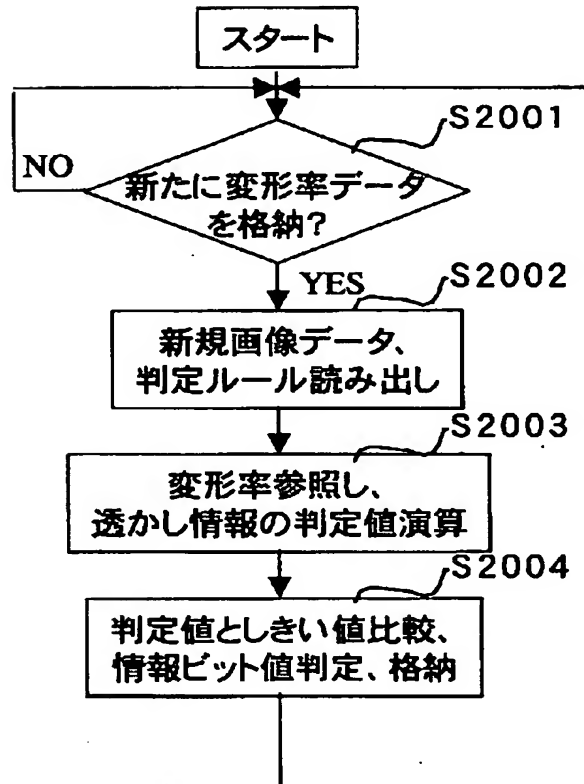 スタート
S2001
NO
新たに変形率データ
を格納?
YES
S2002
新規画像データ、
判定ルール読み出し
S2003
変形率参照し、
透かし情報の判定値演算
S2004
判定値としきい値比較、
情報ビット値判定、格納